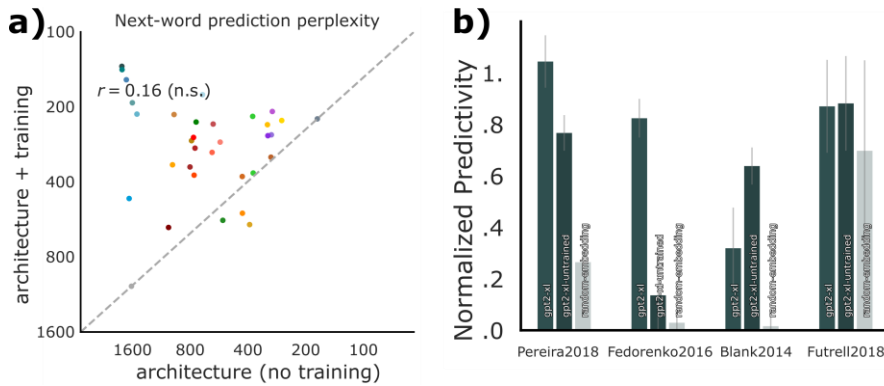 a)
Next-word prediction perplexity
100
200
400
800
1600
architecture + training
r = 0.16 (n.s.)
1600 800 400 200 100
architecture (no training)
b)
Normalized Predictivity
1.
.8
.6
.4
.2
.0
gpt2-xl
gpt2-xl-untrained
random-embedding
gpt2-xl
gpt2-xl-untrained
random-embedding
gpt2-xl
gpt2-xl-untrained
random-embedding
gpt2-xl
gpt2-xl-untrained
random-embedding
Pereira2018 Fedorenko2016 Blank2014 Futrell2018